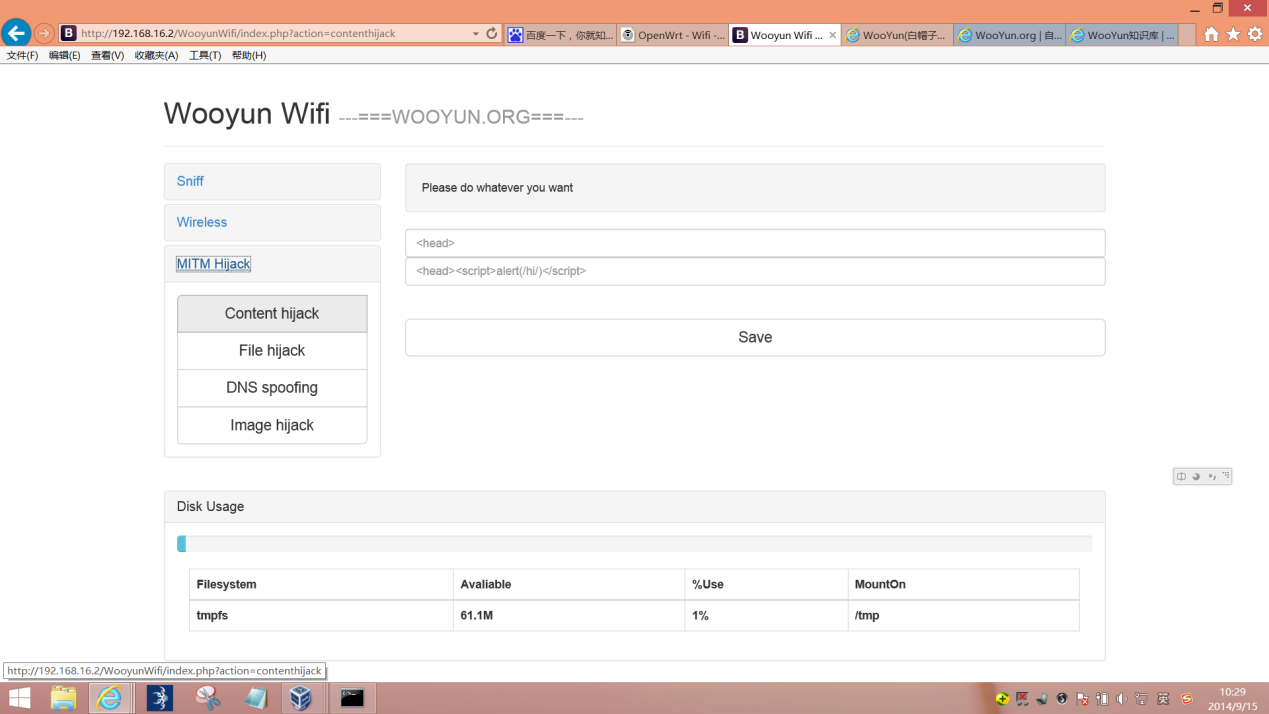 http://192.168.16.2/WooyunWifi/index.php?action=contenthijack
百度一下，你就知...
OpenWrt - Wifi -...
Wooyun Wifi ...
WooYun(白帽子...
WooYun.org | 自...
WooYun知识库 | ...
文件(F) 编辑(E) 查看(V) 收藏夹(A) 工具(T) 帮助(H)
Wooyun Wifi ---===WOOYUN.ORG===---
Sniff
Wireless
MITM Hijack
Content hijack
File hijack
DNS spoofing
Image hijack
Please do whatever you want
<head>
<head><script>alert(/hi/)</script>
Save
Disk Usage
Filesystem Avaliable %Use MountOn
tmpfs 61.1M 1% /tmp
http://192.168.16.2/WooyunWifi/index.php?action=contenthijack
英
10:29
2014/9/15